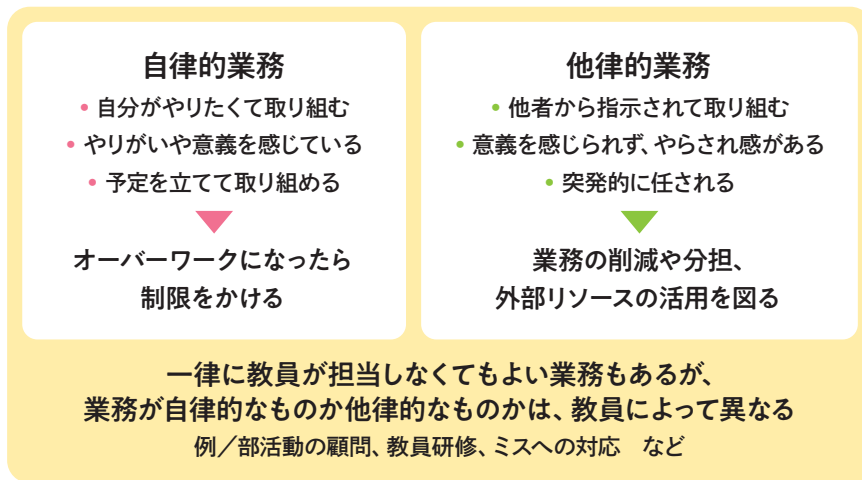 自律的業務
• 自分がやりたくて取り組む
• やりがいや意義を感じている
• 予定を立てて取り組める
オーバーワークになったら
制限をかける
他律的業務
• 他者から指示されて取り組む
• 意義を感じられず、やらされ感がある
• 突発的に任される
業務の削減や分担、
外部リソースの活用を図る
一律に教員が担当しなくてもよい業務もあるが、
業務が自律的なものか他律的なものかは、教員によって異なる
例／部活動の顧問、教員研修、ミスへの対応　など